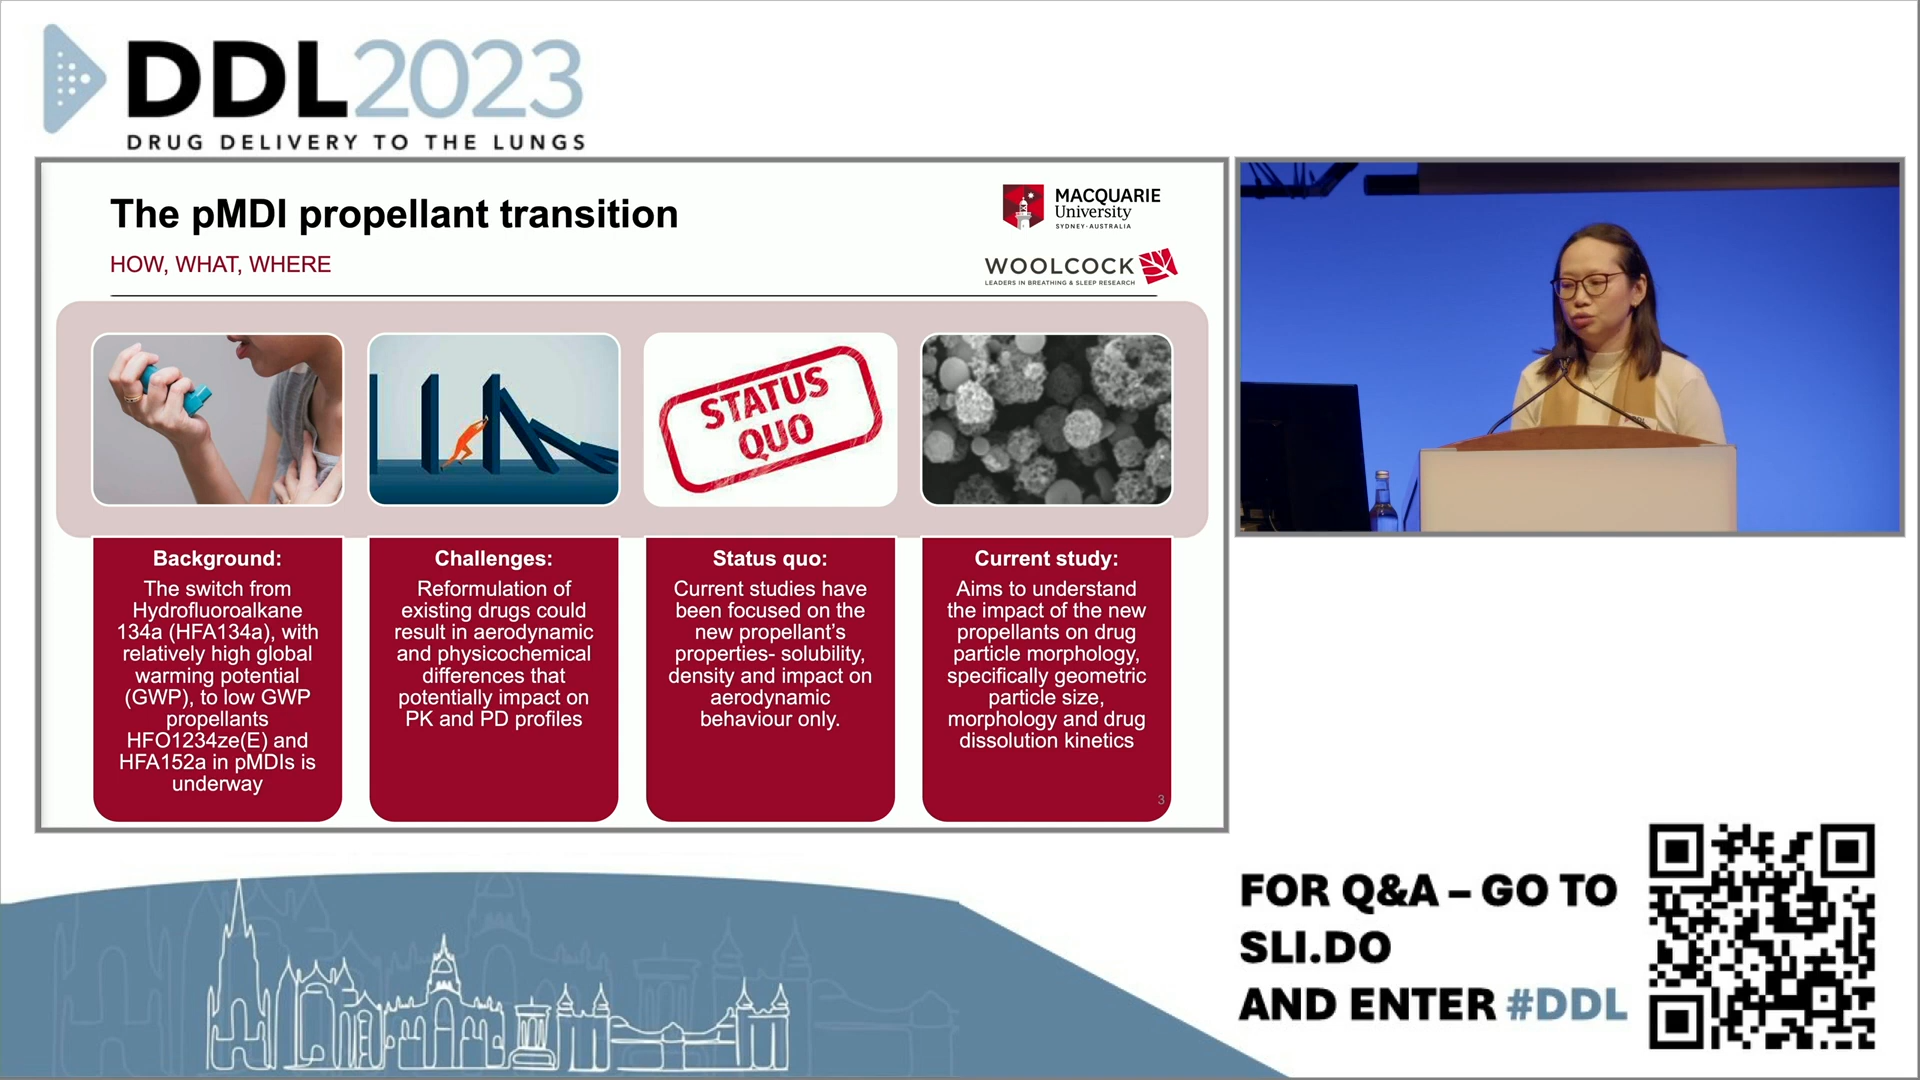 DDL2023
DRUG DELIVERY TO THE LUNGS
The pMDI propellant transition
HOW, WHAT, WHERE
MACQUARIE
University
SYDNEY·AUSTRALIA
WOOLCOCK
LEADERS IN BREATHING & SLEEP RESEARCH
STATUS
QUO
Background:
The switch from
Hydrofluoroalkane
134a (HFA134a), with
relatively high global
warming potential
(GWP), to low GWP
propellants
HFO1234ze(E) and
HFA152a in pMDIs is
underway
Challenges:
Reformulation of
existing drugs could
result in aerodynamic
and physicochemical
differences that
potentially impact on
PK and PD profiles
Status quo:
Current studies have
been focused on the
new propellant’s
properties- solubility,
density and impact on
aerodynamic
behaviour only.
Current study:
Aims to understand
the impact of the new
propellants on drug
particle morphology,
specifically geometric
particle size,
morphology and drug
dissolution kinetics
3
FOR Q&A – GO TO
SLI.DO
AND ENTER #DDL